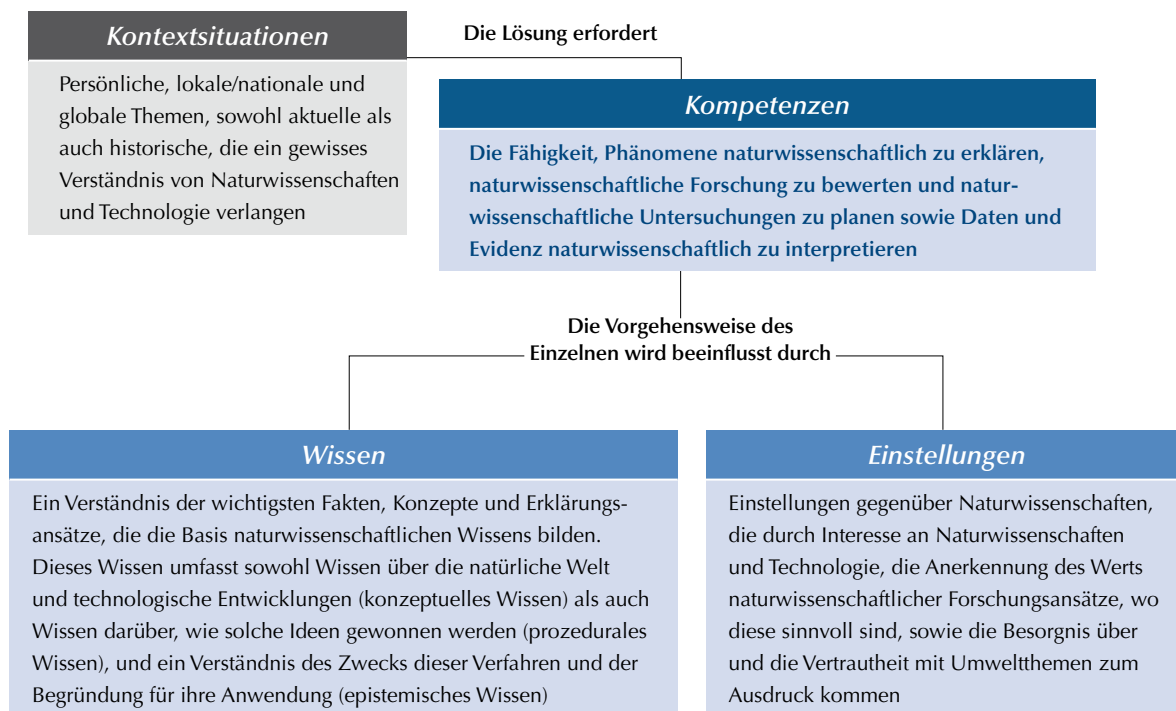 Kontextsituationen
Persönliche, lokale/nationale und
globale Themen, sowohl aktuelle als
auch historische, die ein gewisses
Verständnis von Naturwissenschaften
und Technologie verlangen
Die Lösung erfordert
Kompetenzen
Die Fähigkeit, Phänomene naturwissenschaftlich zu erklären,
naturwissenschaftliche Forschung zu bewerten und natur-
wissenschaftliche Untersuchungen zu planen sowie Daten und
Evidenz naturwissenschaftlich zu interpretieren
Die Vorgehensweise des
Einzelnen wird beeinflusst durch
Wissen
Ein Verständnis der wichtigsten Fakten, Konzepte und Erklärungs-
ansätze, die die Basis naturwissenschaftlichen Wissens bilden.
Dieses Wissen umfasst sowohl Wissen über die natürliche Welt
und technologische Entwicklungen (konzeptuelles Wissen) als auch
Wissen darüber, wie solche Ideen gewonnen werden (prozedurales
Wissen), und ein Verständnis des Zwecks dieser Verfahren und der
Begründung für ihre Anwendung (epistemisches Wissen)
Einstellungen
Einstellungen gegenüber Naturwissenschaften,
die durch Interesse an Naturwissenschaften
und Technologie, die Anerkennung des Werts
naturwissenschaftlicher Forschungsansätze, wo
diese sinnvoll sind, sowie die Besorgnis über
und die Vertrautheit mit Umweltthemen zum
Ausdruck kommen